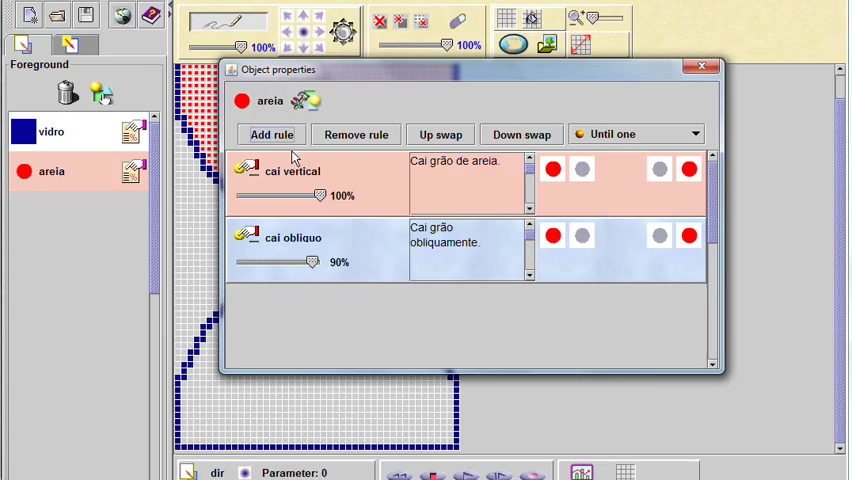 100%
100%
Foreground
vidro
areia
Object properties
areia
Add rule
Remove rule
Up swap
Down swap
Until one
cai vertical
100%
Cai grão de areia.
cai obliquo
90%
Cai grão
obliquamente.
dir
Parameter: 0